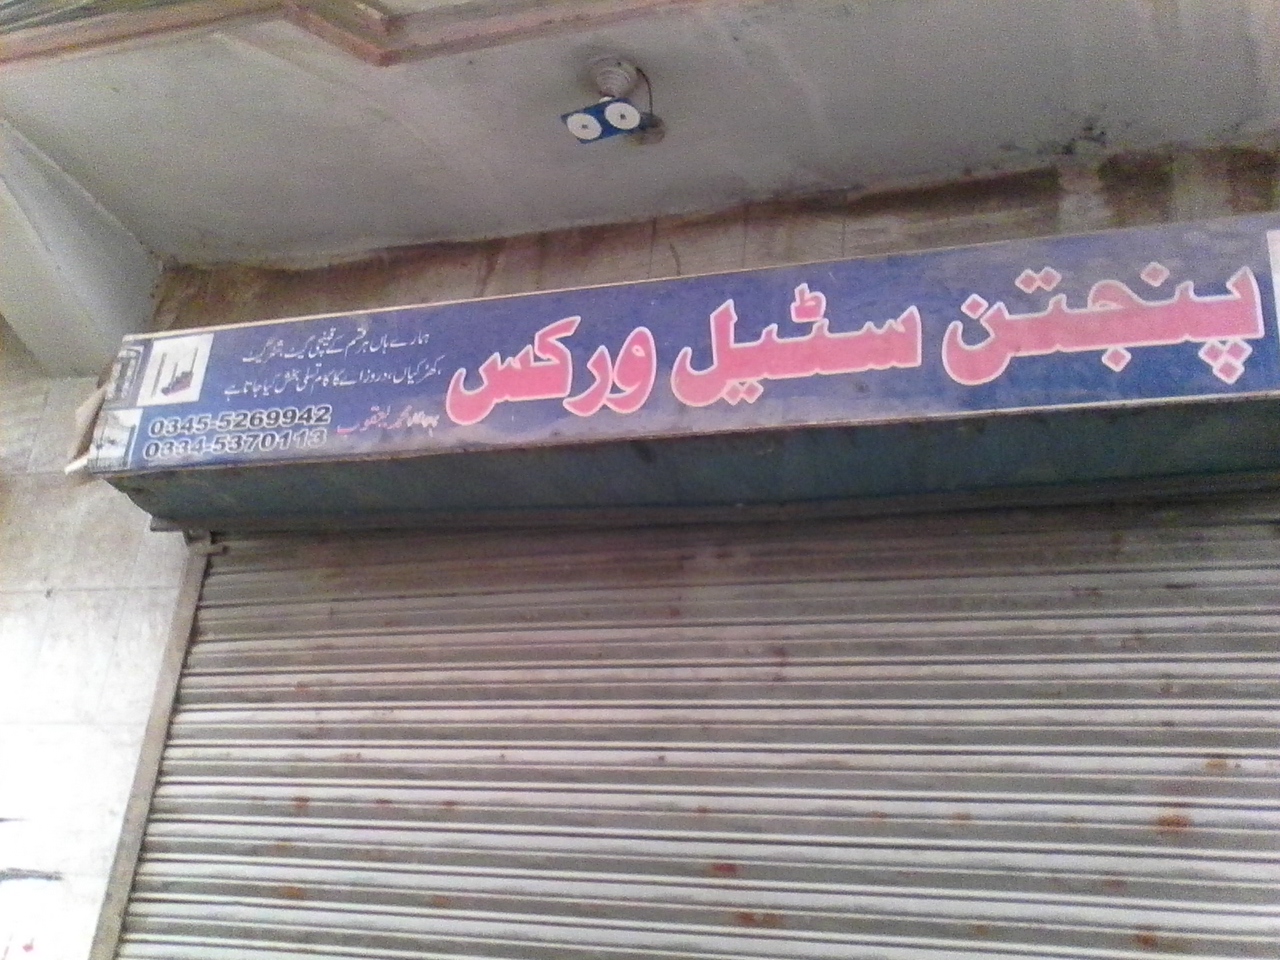 پنجتن سٹیل ورکس
ہمارے ہاں ہر قسم کے قینچی گیٹ، شٹر گیٹ
کھڑکیاں، دروازے کا کام تسلی بخش کیا جاتا ہے
محمد یعقوب
0345-5269942
0334-5370113